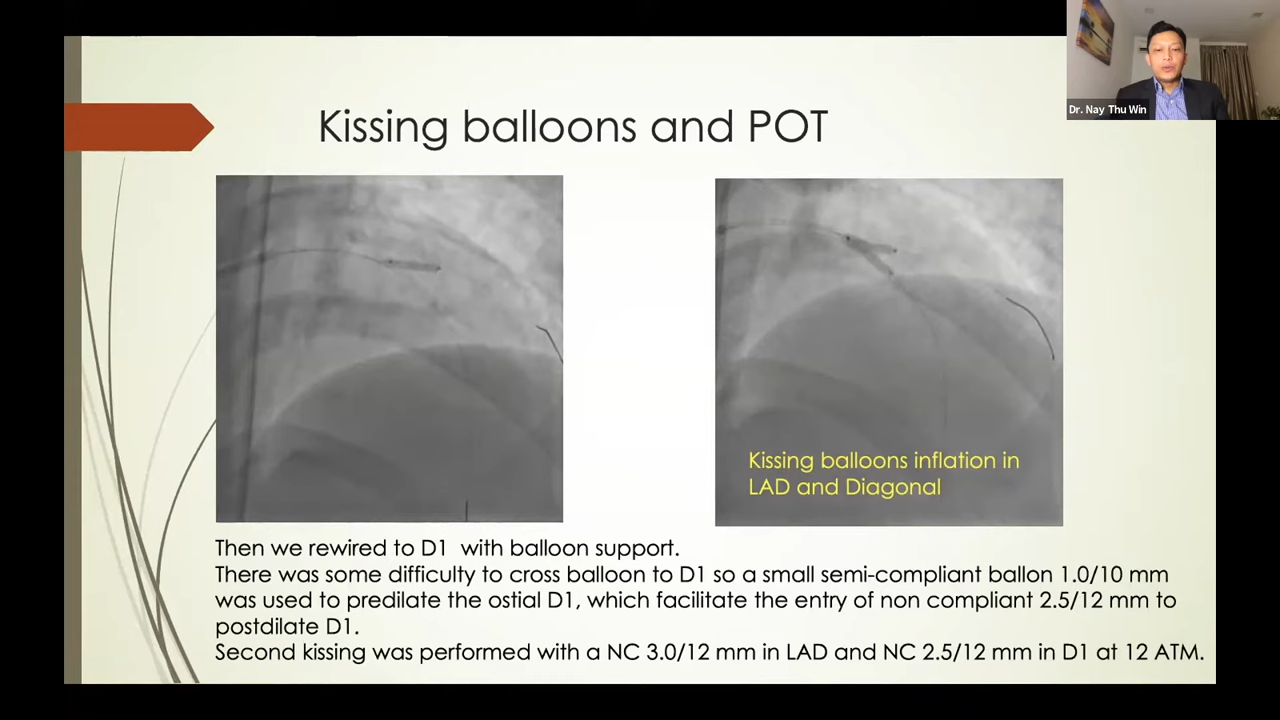 Dr. Nay Thu Win
Kissing balloons and POT
Kissing balloons inflation in
LAD and Diagonal
Then we rewired to D1 with balloon support.
There was some difficulty to cross balloon to D1 so a small semi-compliant ballon 1.0/10 mm
was used to predilate the ostial D1, which facilitate the entry of non compliant 2.5/12 mm to
postdilate D1.
Second kissing was performed with a NC 3.0/12 mm in LAD and NC 2.5/12 mm in D1 at 12 ATM.